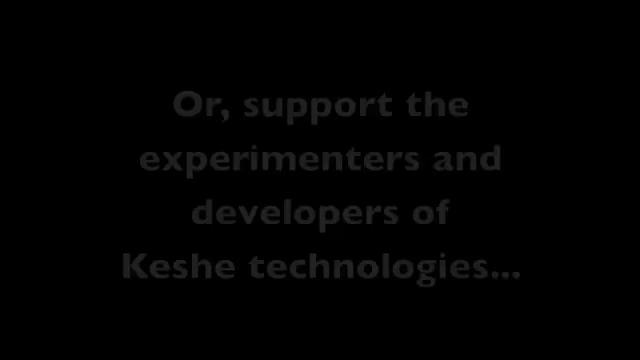 Or, support the
experimenters and
developers of
Keshe technologies...